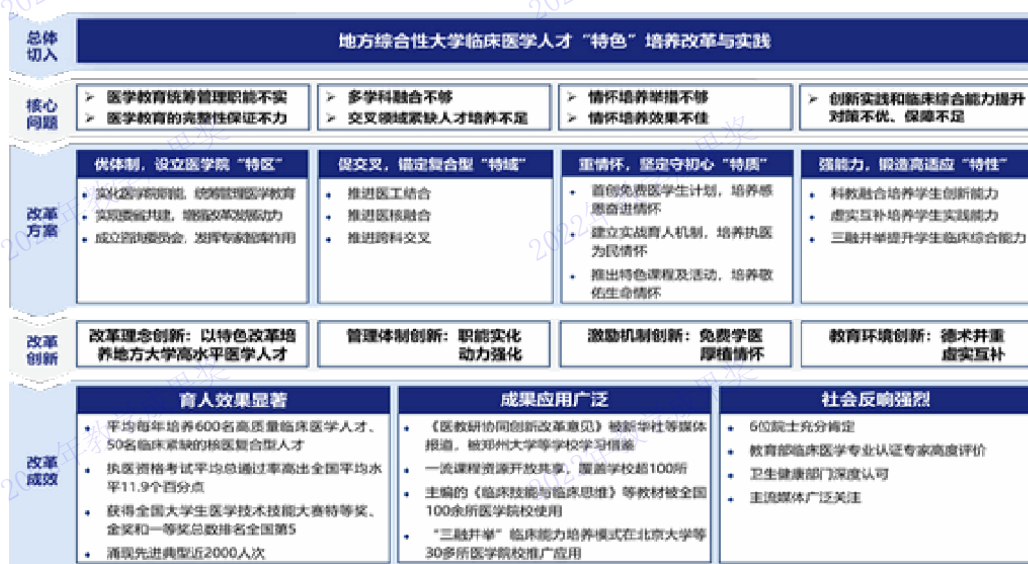 总体
切入
地方综合性大学临床医学人才“特色”培养改革与实践
核心
问题
➢ 医学教育统筹管理职能不实
➢ 医学教育的完整性保证不力
➢ 多学科融合不够
➢ 交叉领域紧缺人才培养不足
➢ 情怀培养举措不够
➢ 情怀培养效果不佳
➢ 创新实践和临床综合能力提升
对策不优、保障不足
改革
方案
优体制，设立医学院“特区”
• 实化医学院职能，统筹管理医学教育
• 实现委省共建，增强改革发展动力
• 成立咨询委员会，发挥专家智库作用
促交叉，锚定复合型“特域”
• 推进医工结合
• 推进医核融合
• 推进跨科交叉
重情怀，坚定守初心“特质”
• 首创免费医学生计划，培养感
恩奋进情怀
• 建立实战育人机制，培养执医
为民情怀
• 推出特色课程及活动，培养敬
佑生命情怀
强能力，锻造高适应“特性”
• 科教融合培养学生创新能力
• 虚实互补培养学生实践能力
• 三融并举提升学生临床综合能力
改革
创新
改革理念创新：以特色改革培
养地方大学高水平医学人才
管理体制创新：职能实化
动力强化
激励机制创新：免费学医
厚植情怀
教育环境创新：德术并重
虚实互补
改革
成效
育人效果显著
• 平均每年培养600名高质量临床医学人才、
50名临床紧缺的核医复合型人才
• 执医资格考试平均总通过率高出全国平均水
平11.9个百分点
• 获得全国大学生医学技术技能大赛特等奖、
金奖和一等奖总数排名全国第5
• 涌现先进典型近2000人次
成果应用广泛
• 《医教研协同创新改革意见》被新华社等媒体
报道，被郑州大学等学校学习借鉴
• 一流课程资源开放共享，覆盖学校超100所
• 主编的《临床技能与临床思维》等教材被全国
100余所医学院校使用
• “三融并举”临床能力培养模式在北京大学等
30多所医学院校推广应用
社会反响强烈
• 6位院士充分肯定
• 教育部临床医学专业认证专家高度评价
• 卫生健康部门深度认可
• 主流媒体广泛关注